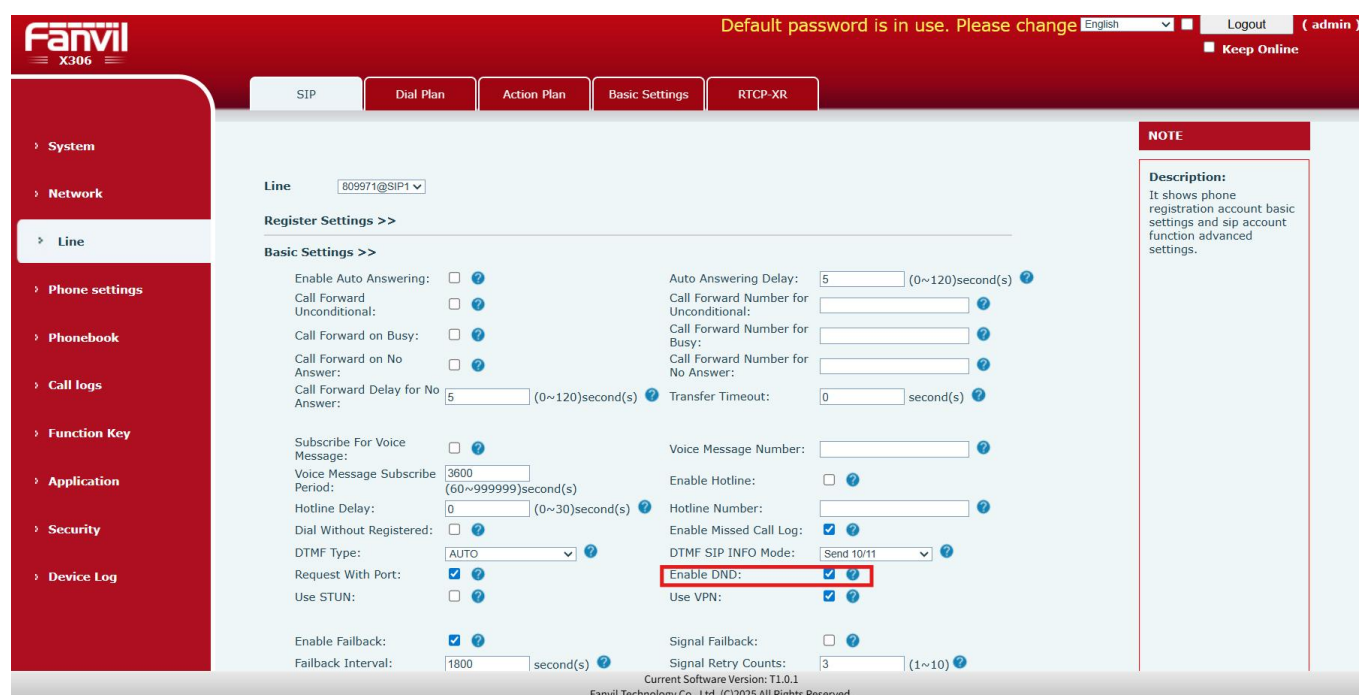 Default password is in use. Please change English Logout ( admin )
Fanvil
X306
Keep Online
SIP Dial Plan Action Plan Basic Settings RTCP-XR
› System
› Network
› Line
› Phone settings
› Phonebook
› Call logs
› Function Key
› Application
› Security
› Device Log
Line 809971@SIP1
Register Settings >>
Basic Settings >>
Enable Auto Answering: ? Auto Answering Delay: 5 (0~120)second(s) ?
Call Forward
Unconditional: ? Call Forward Number for
Unconditional: ?
Call Forward on Busy: ? Call Forward Number for
Busy: ?
Call Forward on No
Answer: ? Call Forward Number for
No Answer: ?
Call Forward Delay for No
Answer: 5 (0~120)second(s) ? Transfer Timeout: 0 second(s) ?
Subscribe For Voice
Message: ? Voice Message Number: ?
Voice Message Subscribe
Period: 3600
(60~999999)second(s) Enable Hotline: ?
Hotline Delay: 0 (0~30)second(s) ? Hotline Number: ?
Dial Without Registered: ? Enable Missed Call Log: ?
DTMF Type: AUTO ? DTMF SIP INFO Mode: Send 10/11 ?
Request With Port: ? Enable DND: ?
Use STUN: ? Use VPN: ?
Enable Failback: ? Signal Failback: ?
Failback Interval: 1800 second(s) ? Signal Retry Counts: 3 (1~10) ?
NOTE
Description:
It shows phone
registration account basic
settings and sip account
function advanced
settings.
Current Software Version: T1.0.1
Fanvil Technology Co., Ltd. (C)2025 All Rights Reserved